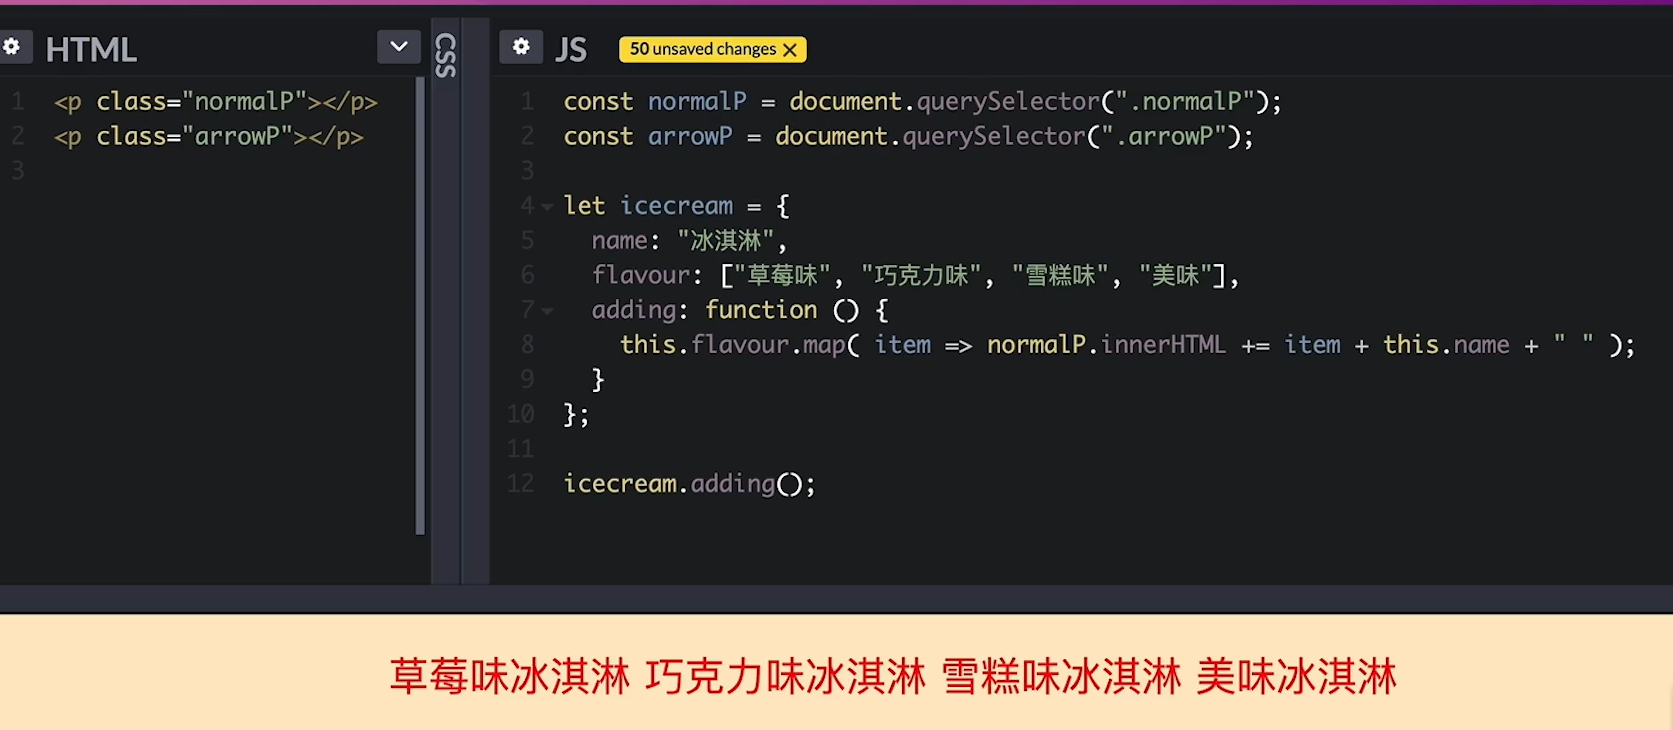 HTML
1 <p class="normalP"></p>
2 <p class="arrowP"></p>
3
CSS
JS 50 unsaved changes ✕
1 const normalP = document.querySelector(".normalP");
2 const arrowP = document.querySelector(".arrowP");
3
4 let icecream = {
5 name: "冰淇淋",
6 flavour: ["草莓味", "巧克力味", "雪糕味", "美味"],
7 adding: function () {
8 this.flavour.map( item => normalP.innerHTML += item + this.name + " " );
9 }
10 };
11
12 icecream.adding();
草莓味冰淇淋 巧克力味冰淇淋 雪糕味冰淇淋 美味冰淇淋